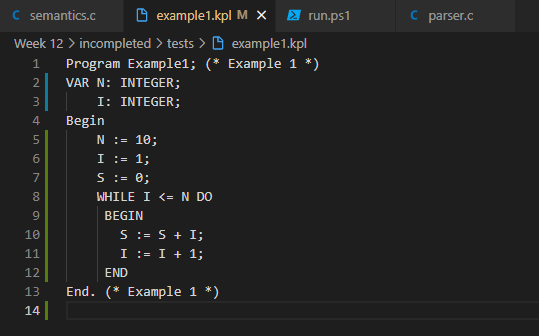 C semantics.c example1.kpl M × run.ps1 C parser.c
Week 12 > incompleted > tests > example1.kpl
1 Program Example1; (* Example 1 *)
2 VAR N: INTEGER;
3 I: INTEGER;
4 Begin
5 N := 10;
6 I := 1;
7 S := 0;
8 WHILE I <= N DO
9 BEGIN
10 S := S + I;
11 I := I + 1;
12 END
13 End. (* Example 1 *)
14